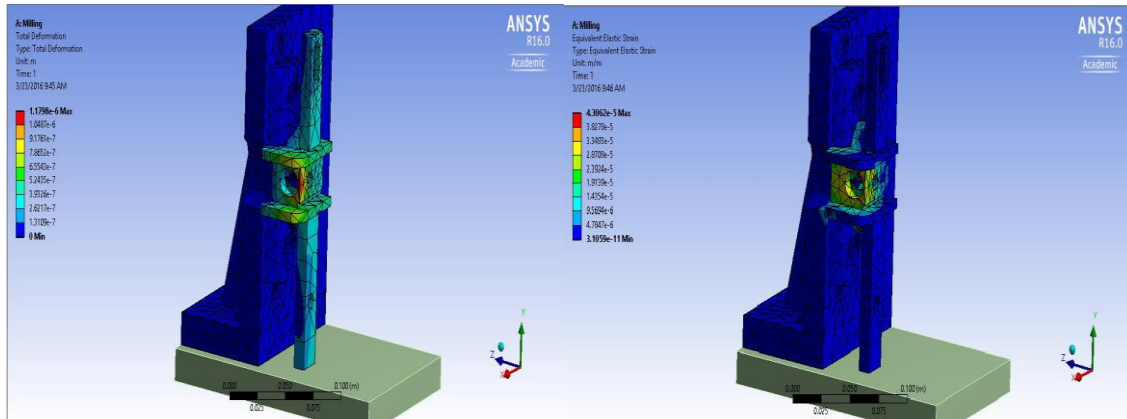 A: Milling
Total Deformation
Type: Total Deformation
Unit: m
Time: 1
3/23/2016 9:45 AM
1.1798e-6 Max
1.0487e-6
9.1761e-7
7.8652e-7
6.5543e-7
5.2435e-7
3.9326e-7
2.6217e-7
1.3109e-7
0 Min
ANSYS
R16.0
Academic
Y
Z
X
0.000
0.050
0.100 (m)
0.025
0.075
A: Milling
Equivalent Elastic Strain
Type: Equivalent Elastic Strain
Unit: m/m
Time: 1
3/23/2016 9:46 AM
4.3062e-5 Max
3.8278e-5
3.3493e-5
2.8708e-5
2.3924e-5
1.9139e-5
1.4354e-5
9.5694e-6
4.7847e-6
3.1059e-11 Min
ANSYS
R16.0
Academic
Y
Z
X
0.000
0.050
0.100 (m)
0.025
0.075